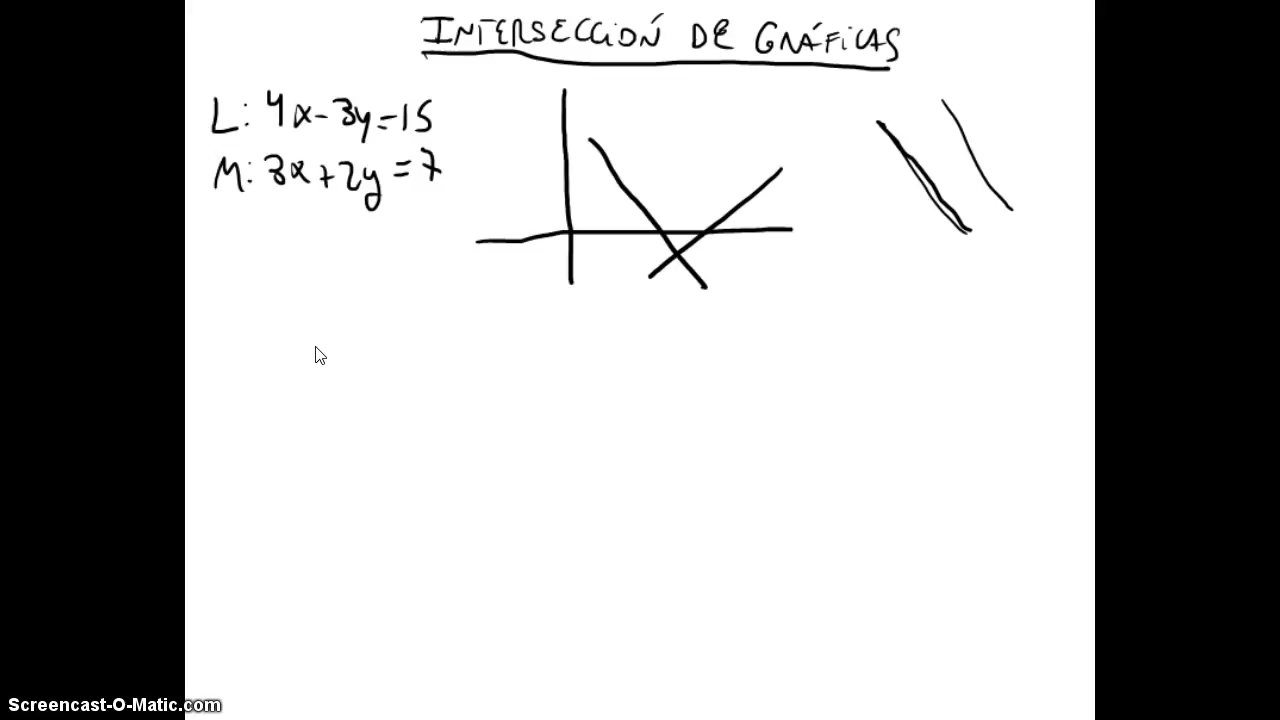 INTERSECCIÓN DE GRÁFICAS
L: 4x-3y=15
M: 3x+2y=7
Screencast-O-Matic.com